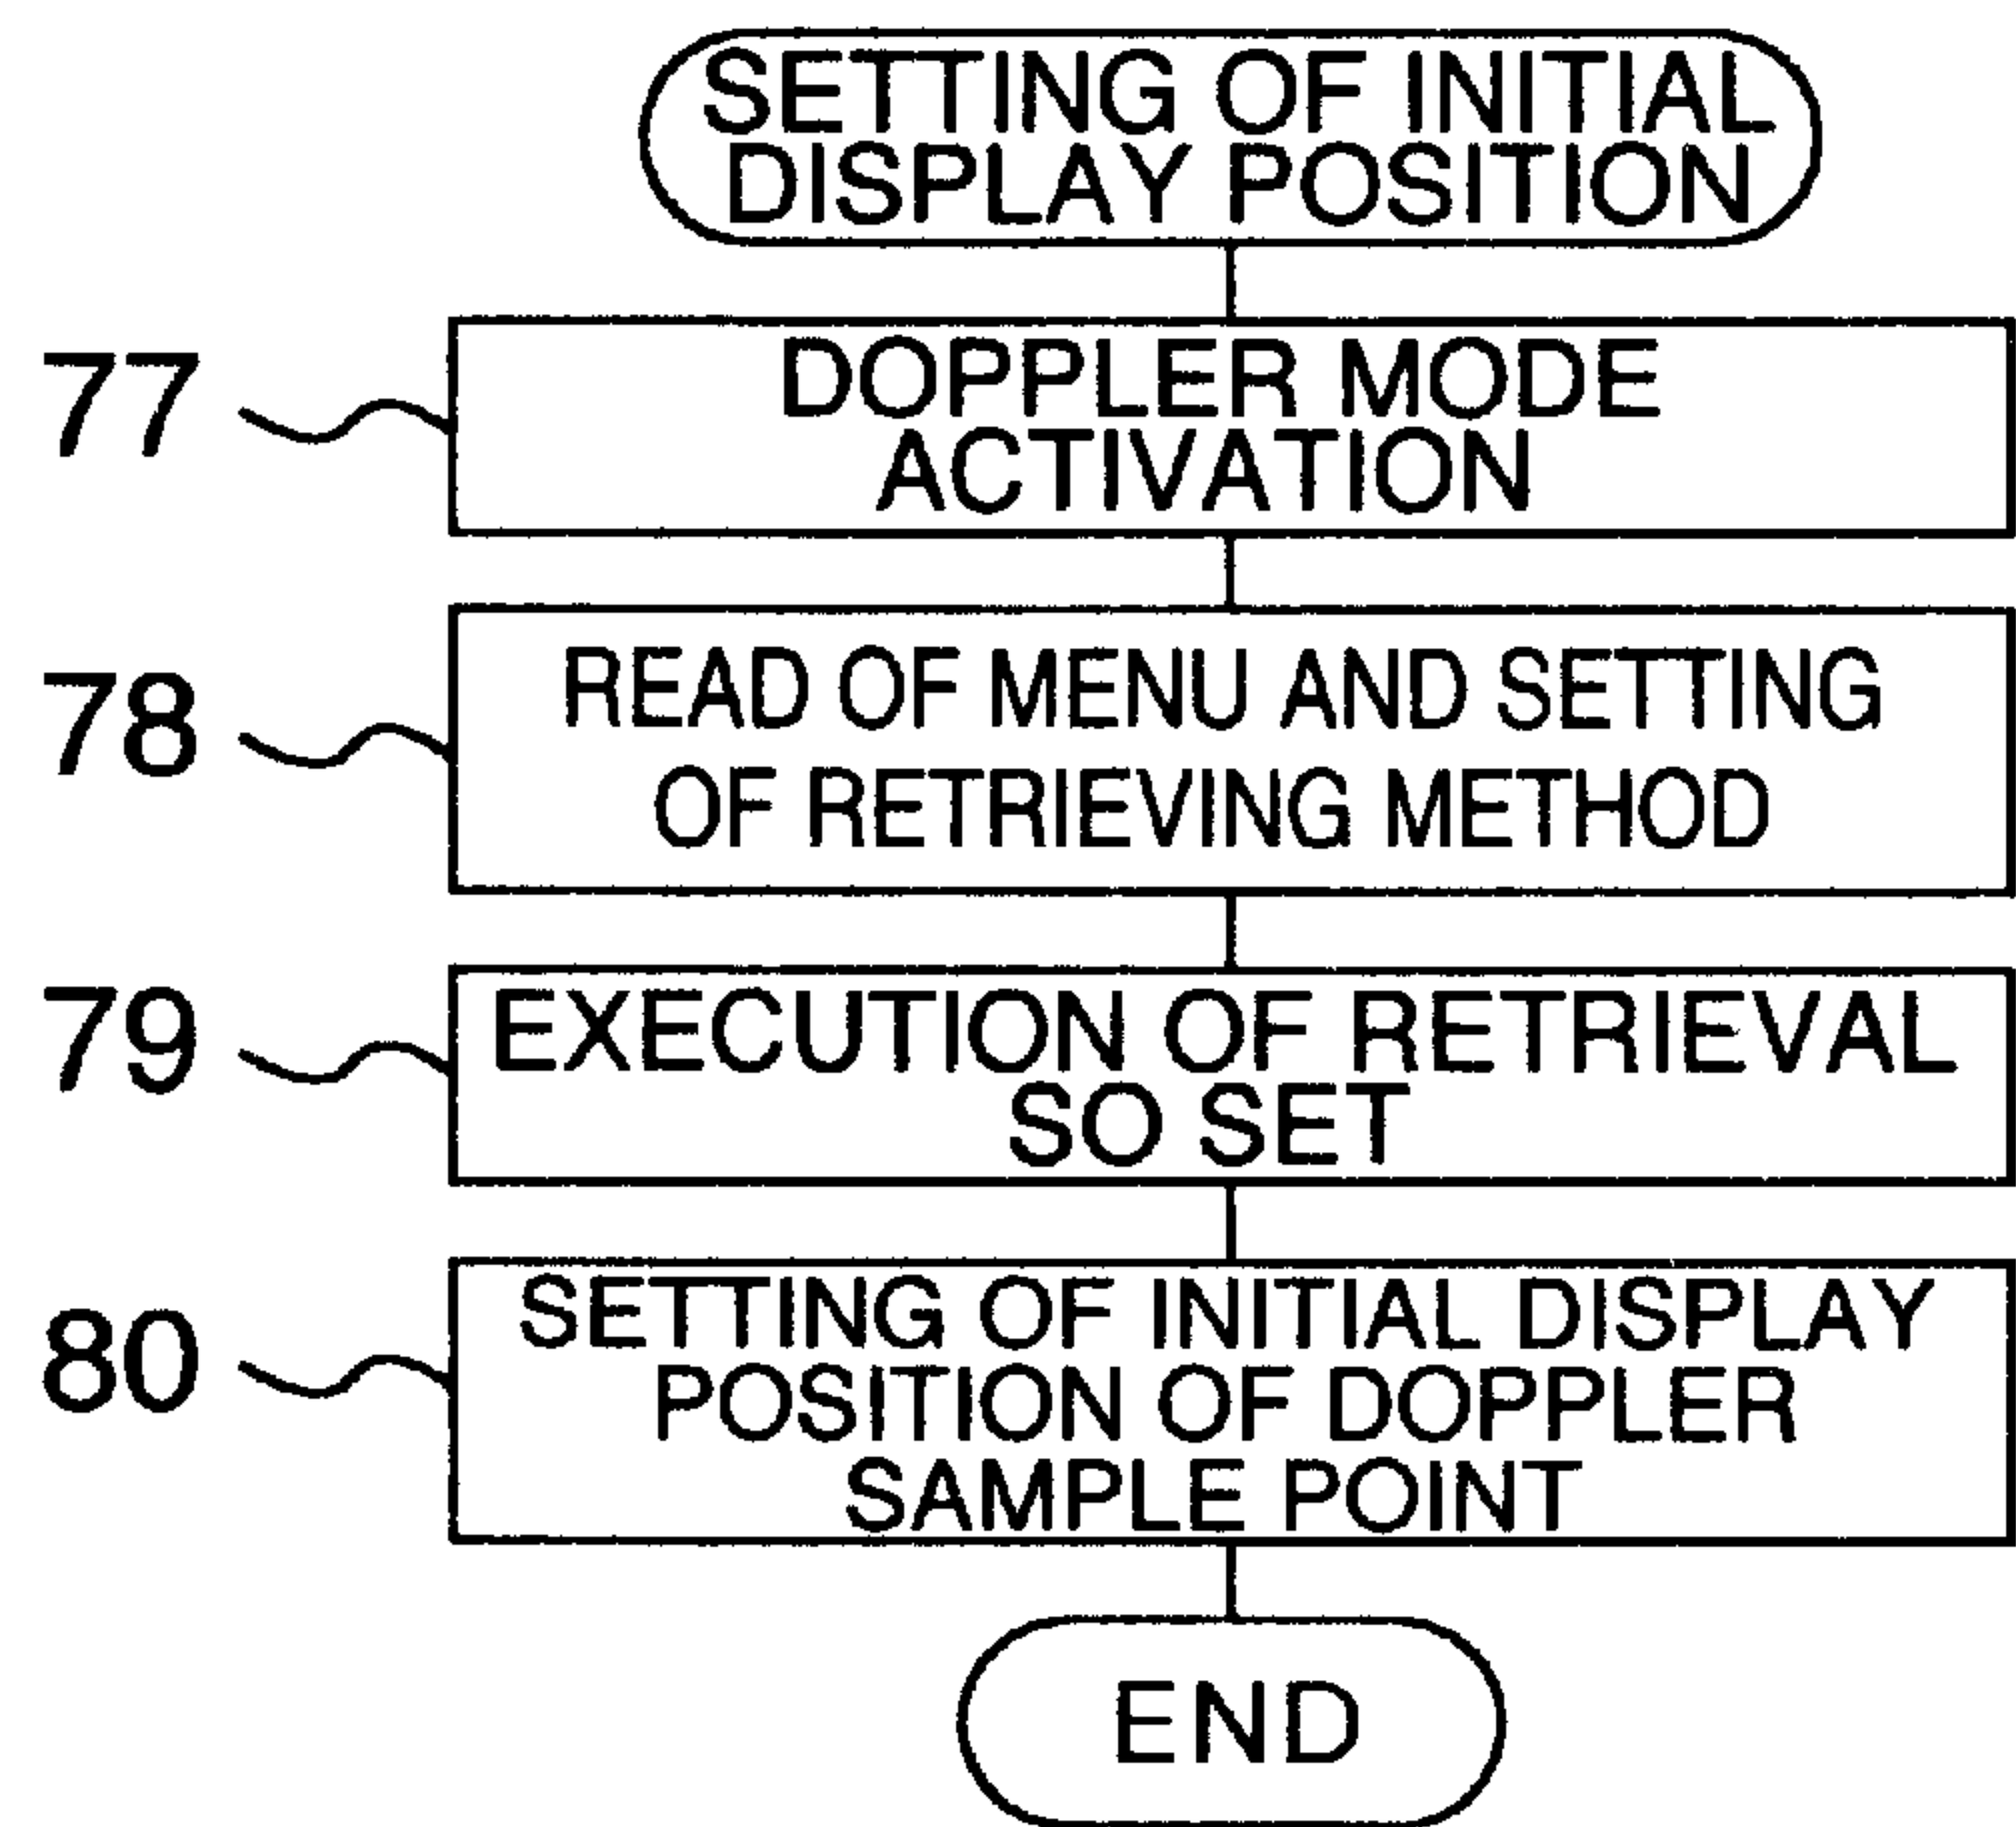 SETTING OF INITIAL
DISPLAY POSITION
77
DOPPLER MODE
ACTIVATION
78
READ OF MENU AND SETTING
OF RETRIEVING METHOD
79
EXECUTION OF RETRIEVAL
SO SET
80
SETTING OF INITIAL DISPLAY
POSITION OF DOPPLER
SAMPLE POINT
END